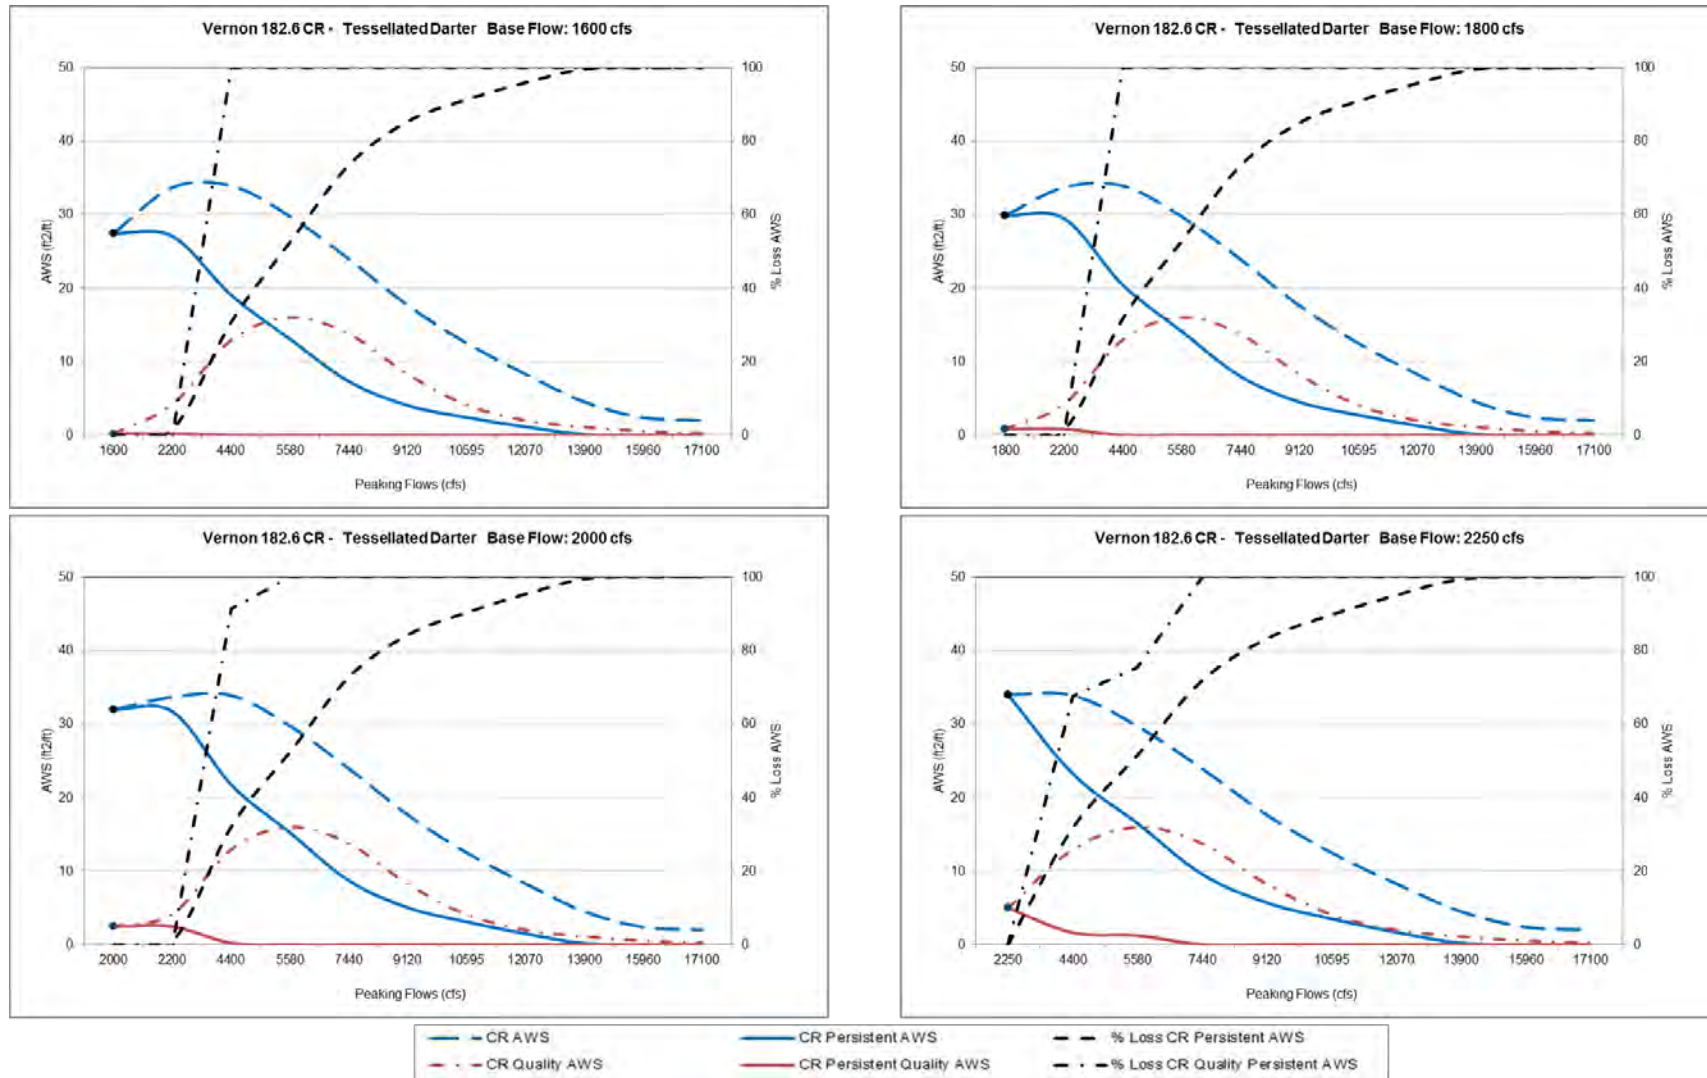 Vernon 182.6 CR - Tessellated Darter Base Flow: 1600 cfs
50
40
30
20
10
0
AWS (ft2/ft)
100
80
60
40
20
0
% Loss AWS
1600 2200 4400 5580 7440 9120 10595 12070 13900 15960 17100
Peaking Flows (cfs)
Vernon 182.6 CR - Tessellated Darter Base Flow: 1800 cfs
50
40
30
20
10
0
AWS (ft2/ft)
100
80
60
40
20
0
% Loss AWS
1800 2200 4400 5580 7440 9120 10595 12070 13900 15960 17100
Peaking Flows (cfs)
Vernon 182.6 CR - Tessellated Darter Base Flow: 2000 cfs
50
40
30
20
10
0
AWS (ft2/ft)
100
80
60
40
20
0
% Loss AWS
2000 2200 4400 5580 7440 9120 10595 12070 13900 15960 17100
Peaking Flows (cfs)
Vernon 182.6 CR - Tessellated Darter Base Flow: 2250 cfs
50
40
30
20
10
0
AWS (ft2/ft)
100
80
60
40
20
0
% Loss AWS
2250 4400 5580 7440 9120 10595 12070 13900 15960 17100
Peaking Flows (cfs)
CR AWS CR Persistent AWS % Loss CR Persistent AWS
CR Quality AWS CR Persistent Quality AWS % Loss CR Quality Persistent AWS